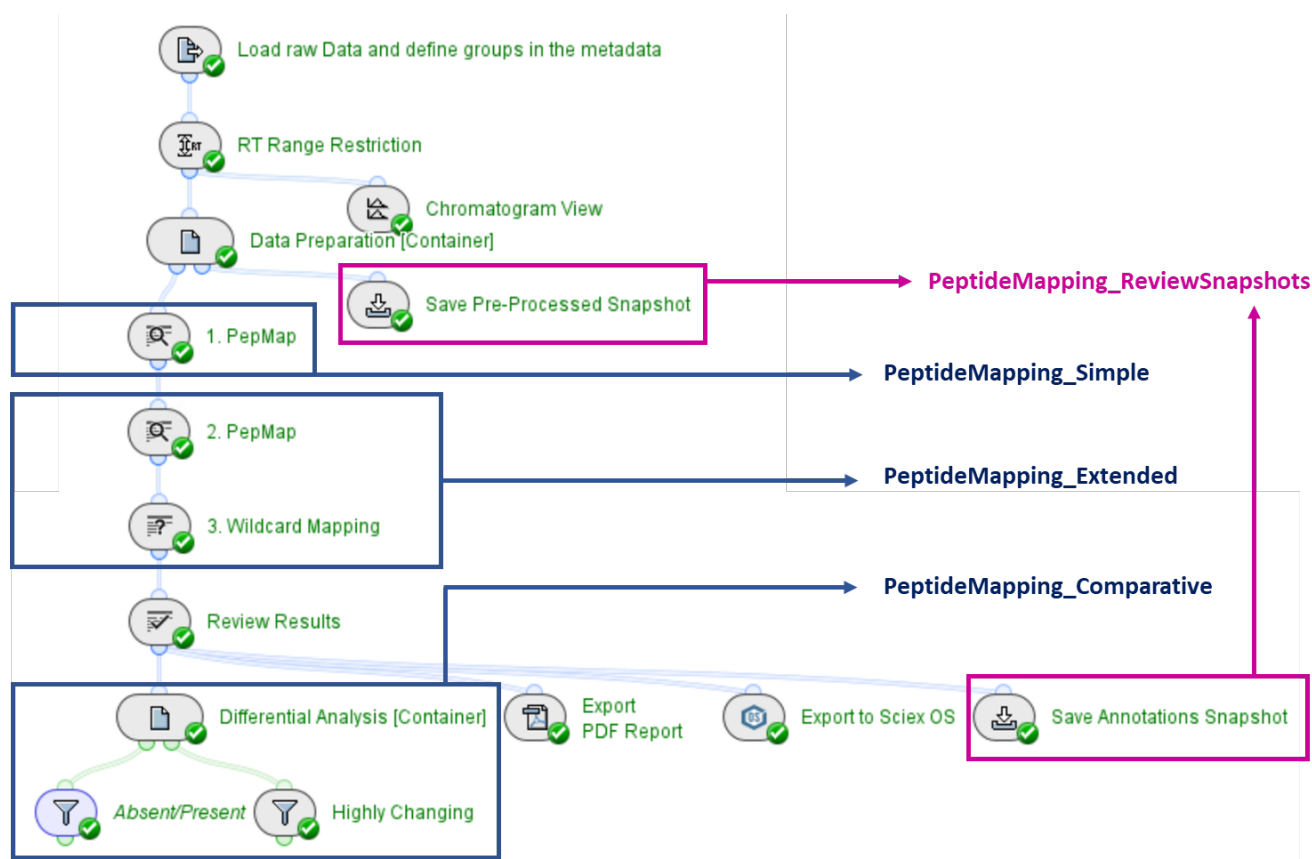 Load raw Data and define groups in the metadata
RT
RT Range Restriction
Chromatogram View
Data Preparation [Container]
PeptideMapping_ReviewSnapshots
Save Pre-Processed Snapshot
1. PepMap
PeptideMapping_Simple
2. PepMap
PeptideMapping_Extended
?
3. Wildcard Mapping
PeptideMapping_Comparative
Review Results
Differential Analysis [Container]
Export
PDF Report
OS
Export to Sciex OS
Save Annotations Snapshot
Absent/Present
Highly Changing